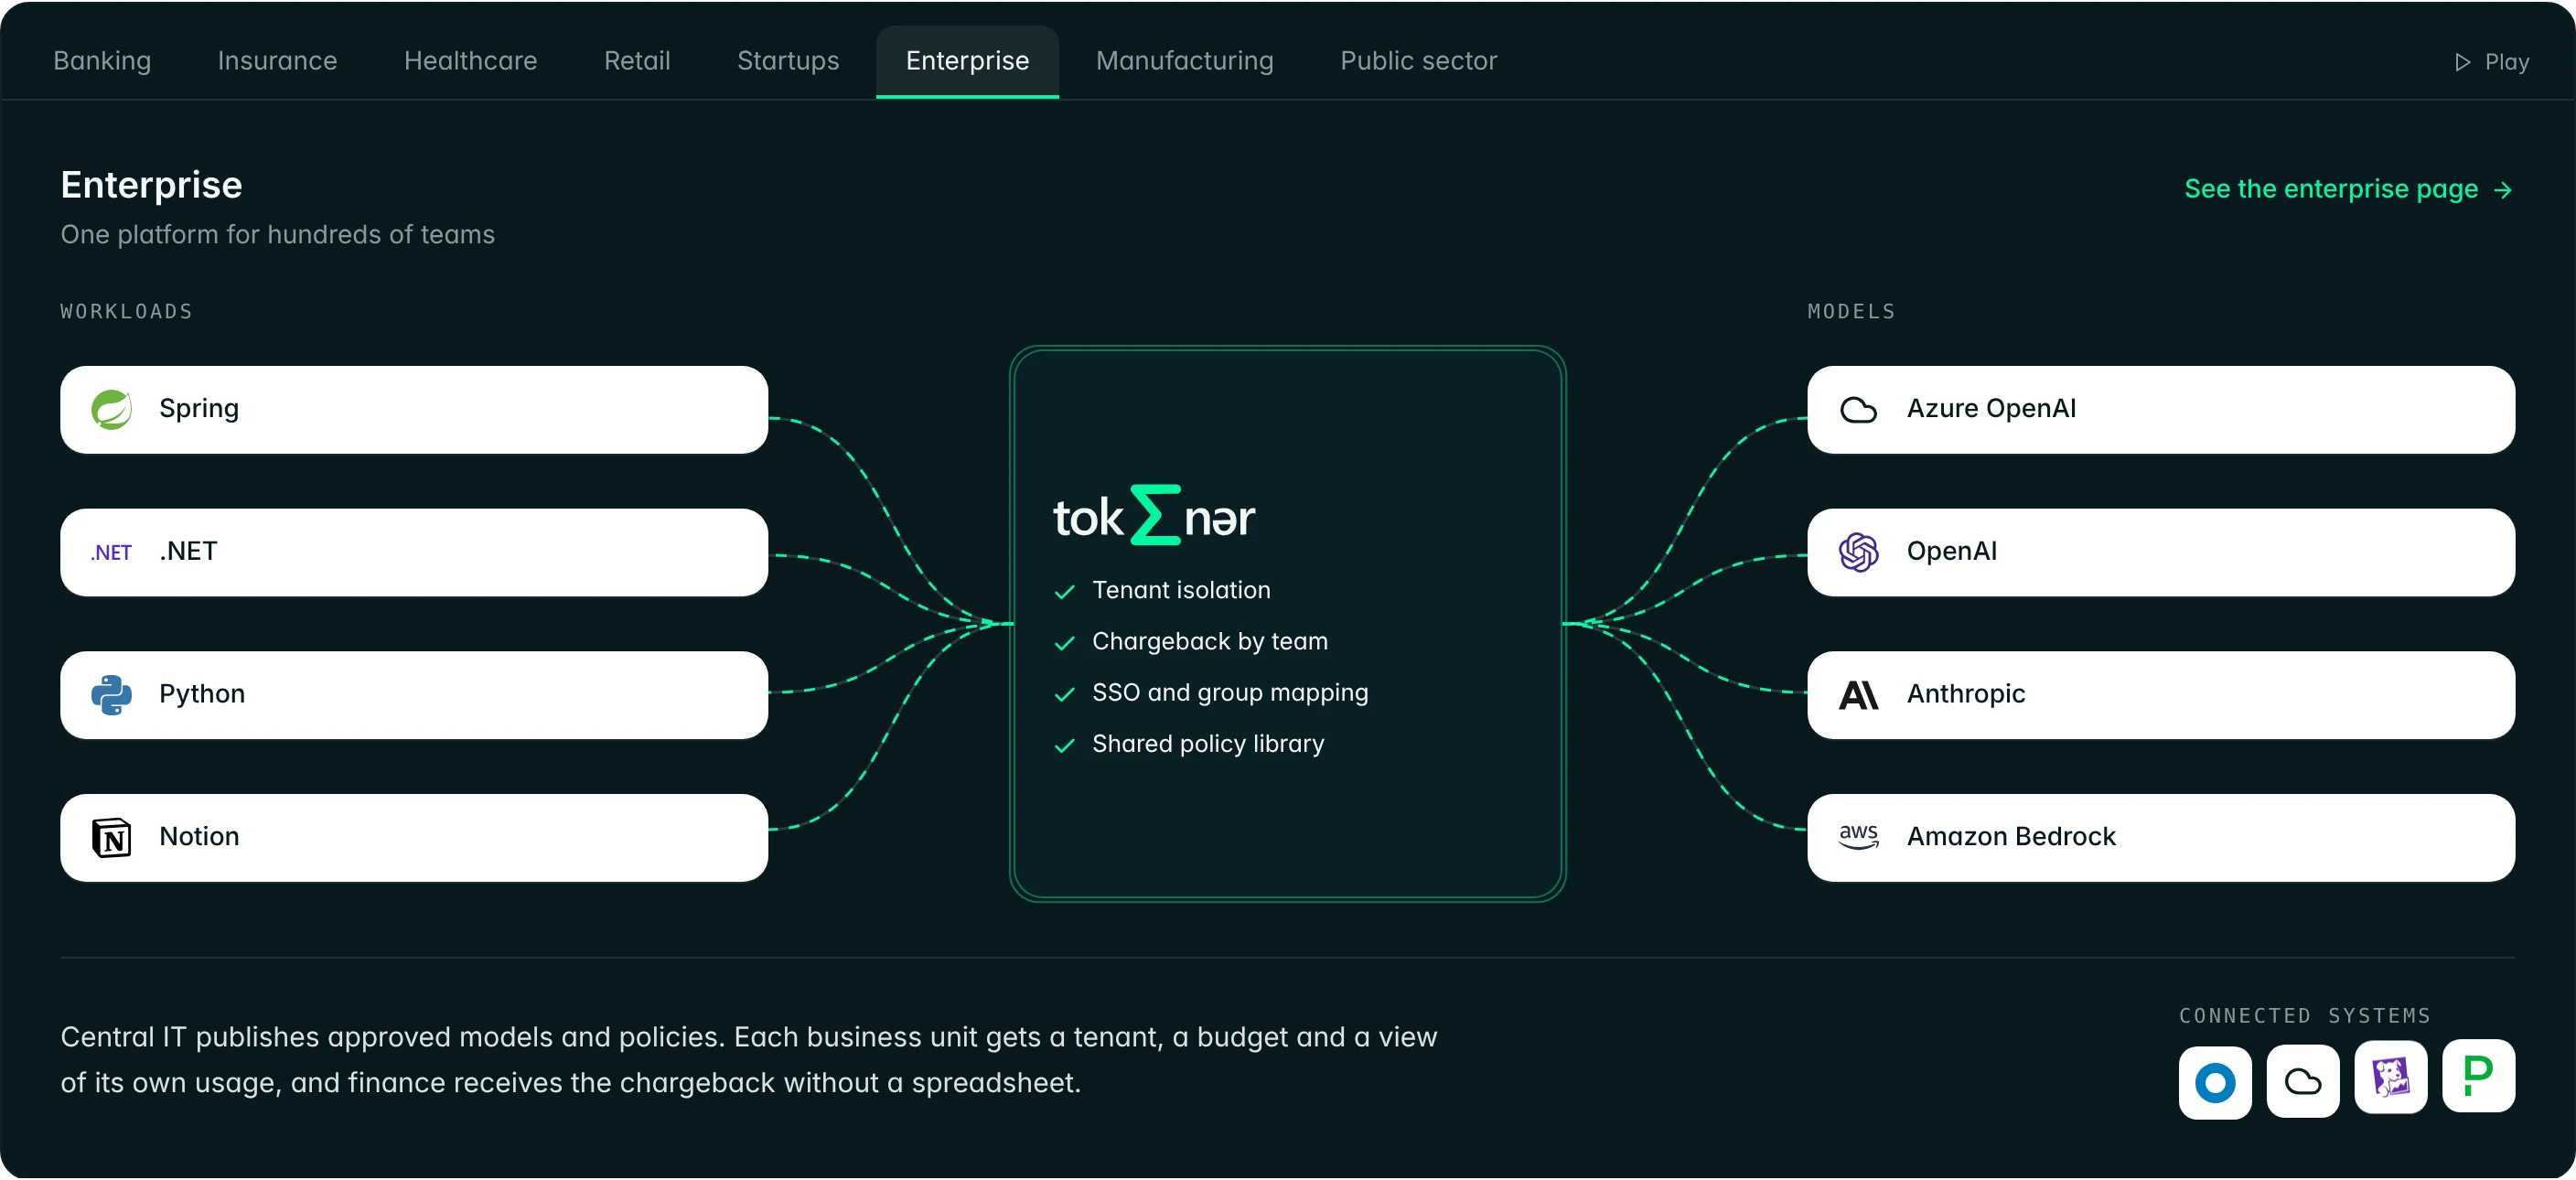 Banking Insurance Healthcare Retail Startups Enterprise Manufacturing Public sector Play
Enterprise
See the enterprise page →
One platform for hundreds of teams
WORKLOADS
MODELS
Spring
.NET .NET
Python
N Notion
tokΣnər
✓ Tenant isolation
✓ Chargeback by team
✓ SSO and group mapping
✓ Shared policy library
Azure OpenAI
OpenAI
A\ Anthropic
aws Amazon Bedrock
Central IT publishes approved models and policies. Each business unit gets a tenant, a budget and a view
of its own usage, and finance receives the chargeback without a spreadsheet.
CONNECTED SYSTEMS
P